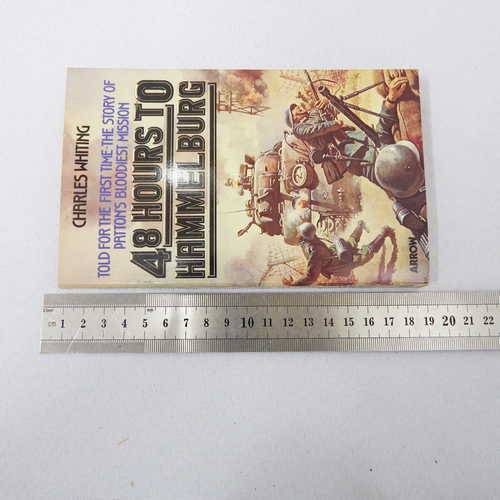 CHARLES WHITING
TOLD FOR THE FIRST TIME-THE STORY OF
PATTON'S BLOODIEST MISSION
48 HOURS TO
HAMMELBURG
ARROW
cm 1 2 3 4 5 6 7 8 9 10 11 12 13 14 15 16 17 18 19 20 21 22